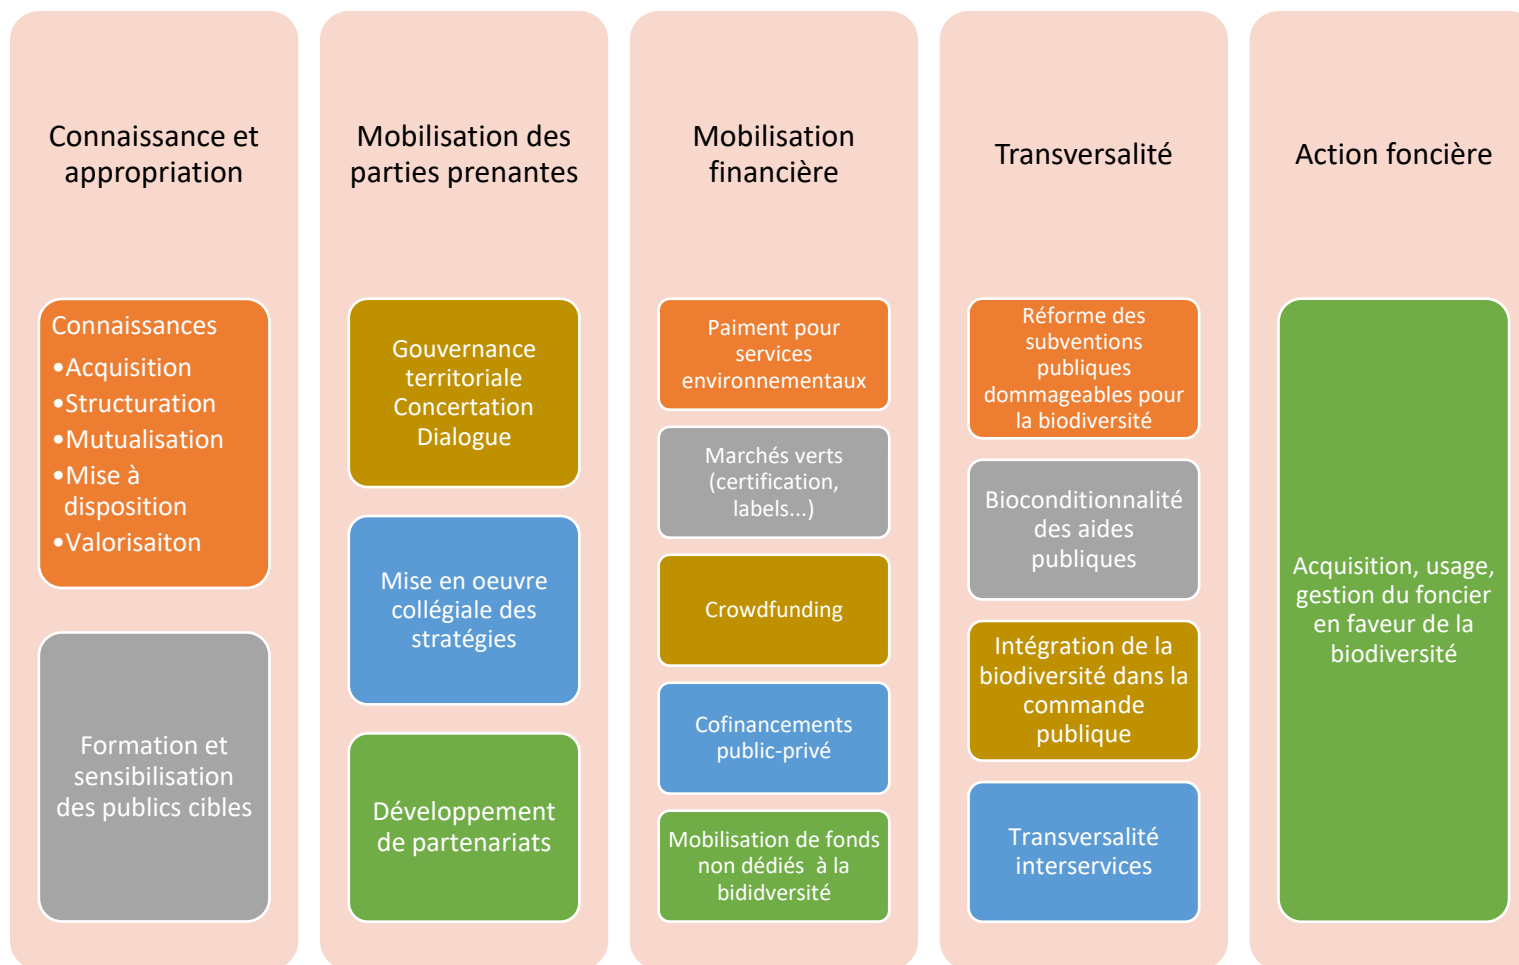 Connaissance et
appropriation
Connaissances
•Acquisition
•Structuration
•Mutualisation
•Mise à
disposition
•Valorisaiton
Formation et
sensibilisation
des publics cibles
Mobilisation des
parties prenantes
Gouvernance
territoriale
Concertation
Dialogue
Mise en oeuvre
collégiale des
stratégies
Développement
de partenariats
Mobilisation
financière
Paiment pour
services
environnementaux
Marchés verts
(certification,
labels...)
Crowdfunding
Cofinancements
public-privé
Mobilisation de fonds
non dédiés  à la
bididversité
Transversalité
Réforme des
subventions
publiques
dommageables pour
la biodiversité
Bioconditionnalité
des aides
publiques
Intégration de la
biodiversité dans la
commande
publique
Transversalité
interservices
Action foncière
Acquisition, usage,
gestion du foncier
en faveur de la
biodiversité